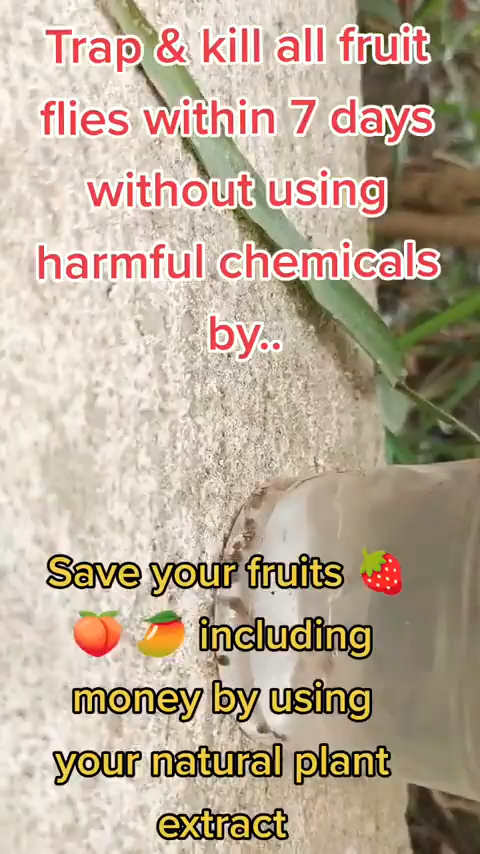 Trap & kill all fruit
flies within 7 days
without using
harmful chemicals
by..
Save your fruits 🍓
🍑 🥭 including
money by using
your natural plant
extract